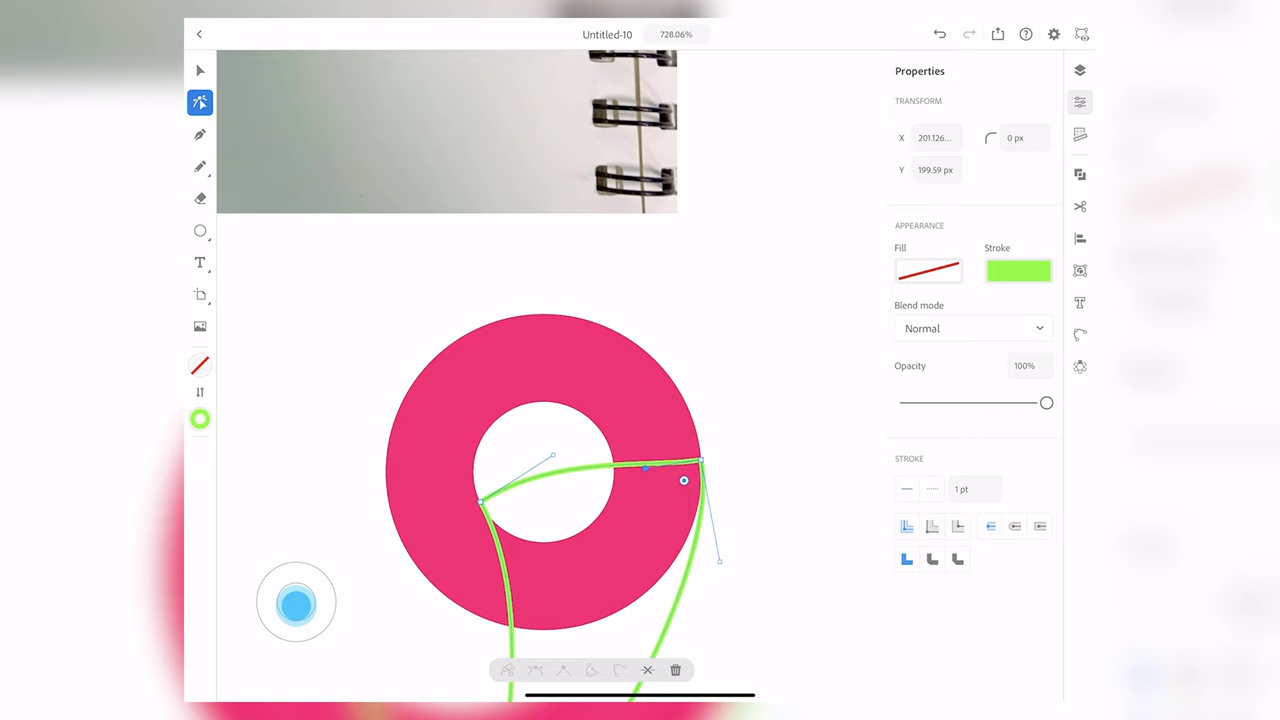 Untitled-10
728.06%
Properties
TRANSFORM
X 201.126... 0 px
Y 199.59 px
APPEARANCE
Fill Stroke
Blend mode
Normal
Opacity 100%
STROKE
1 pt